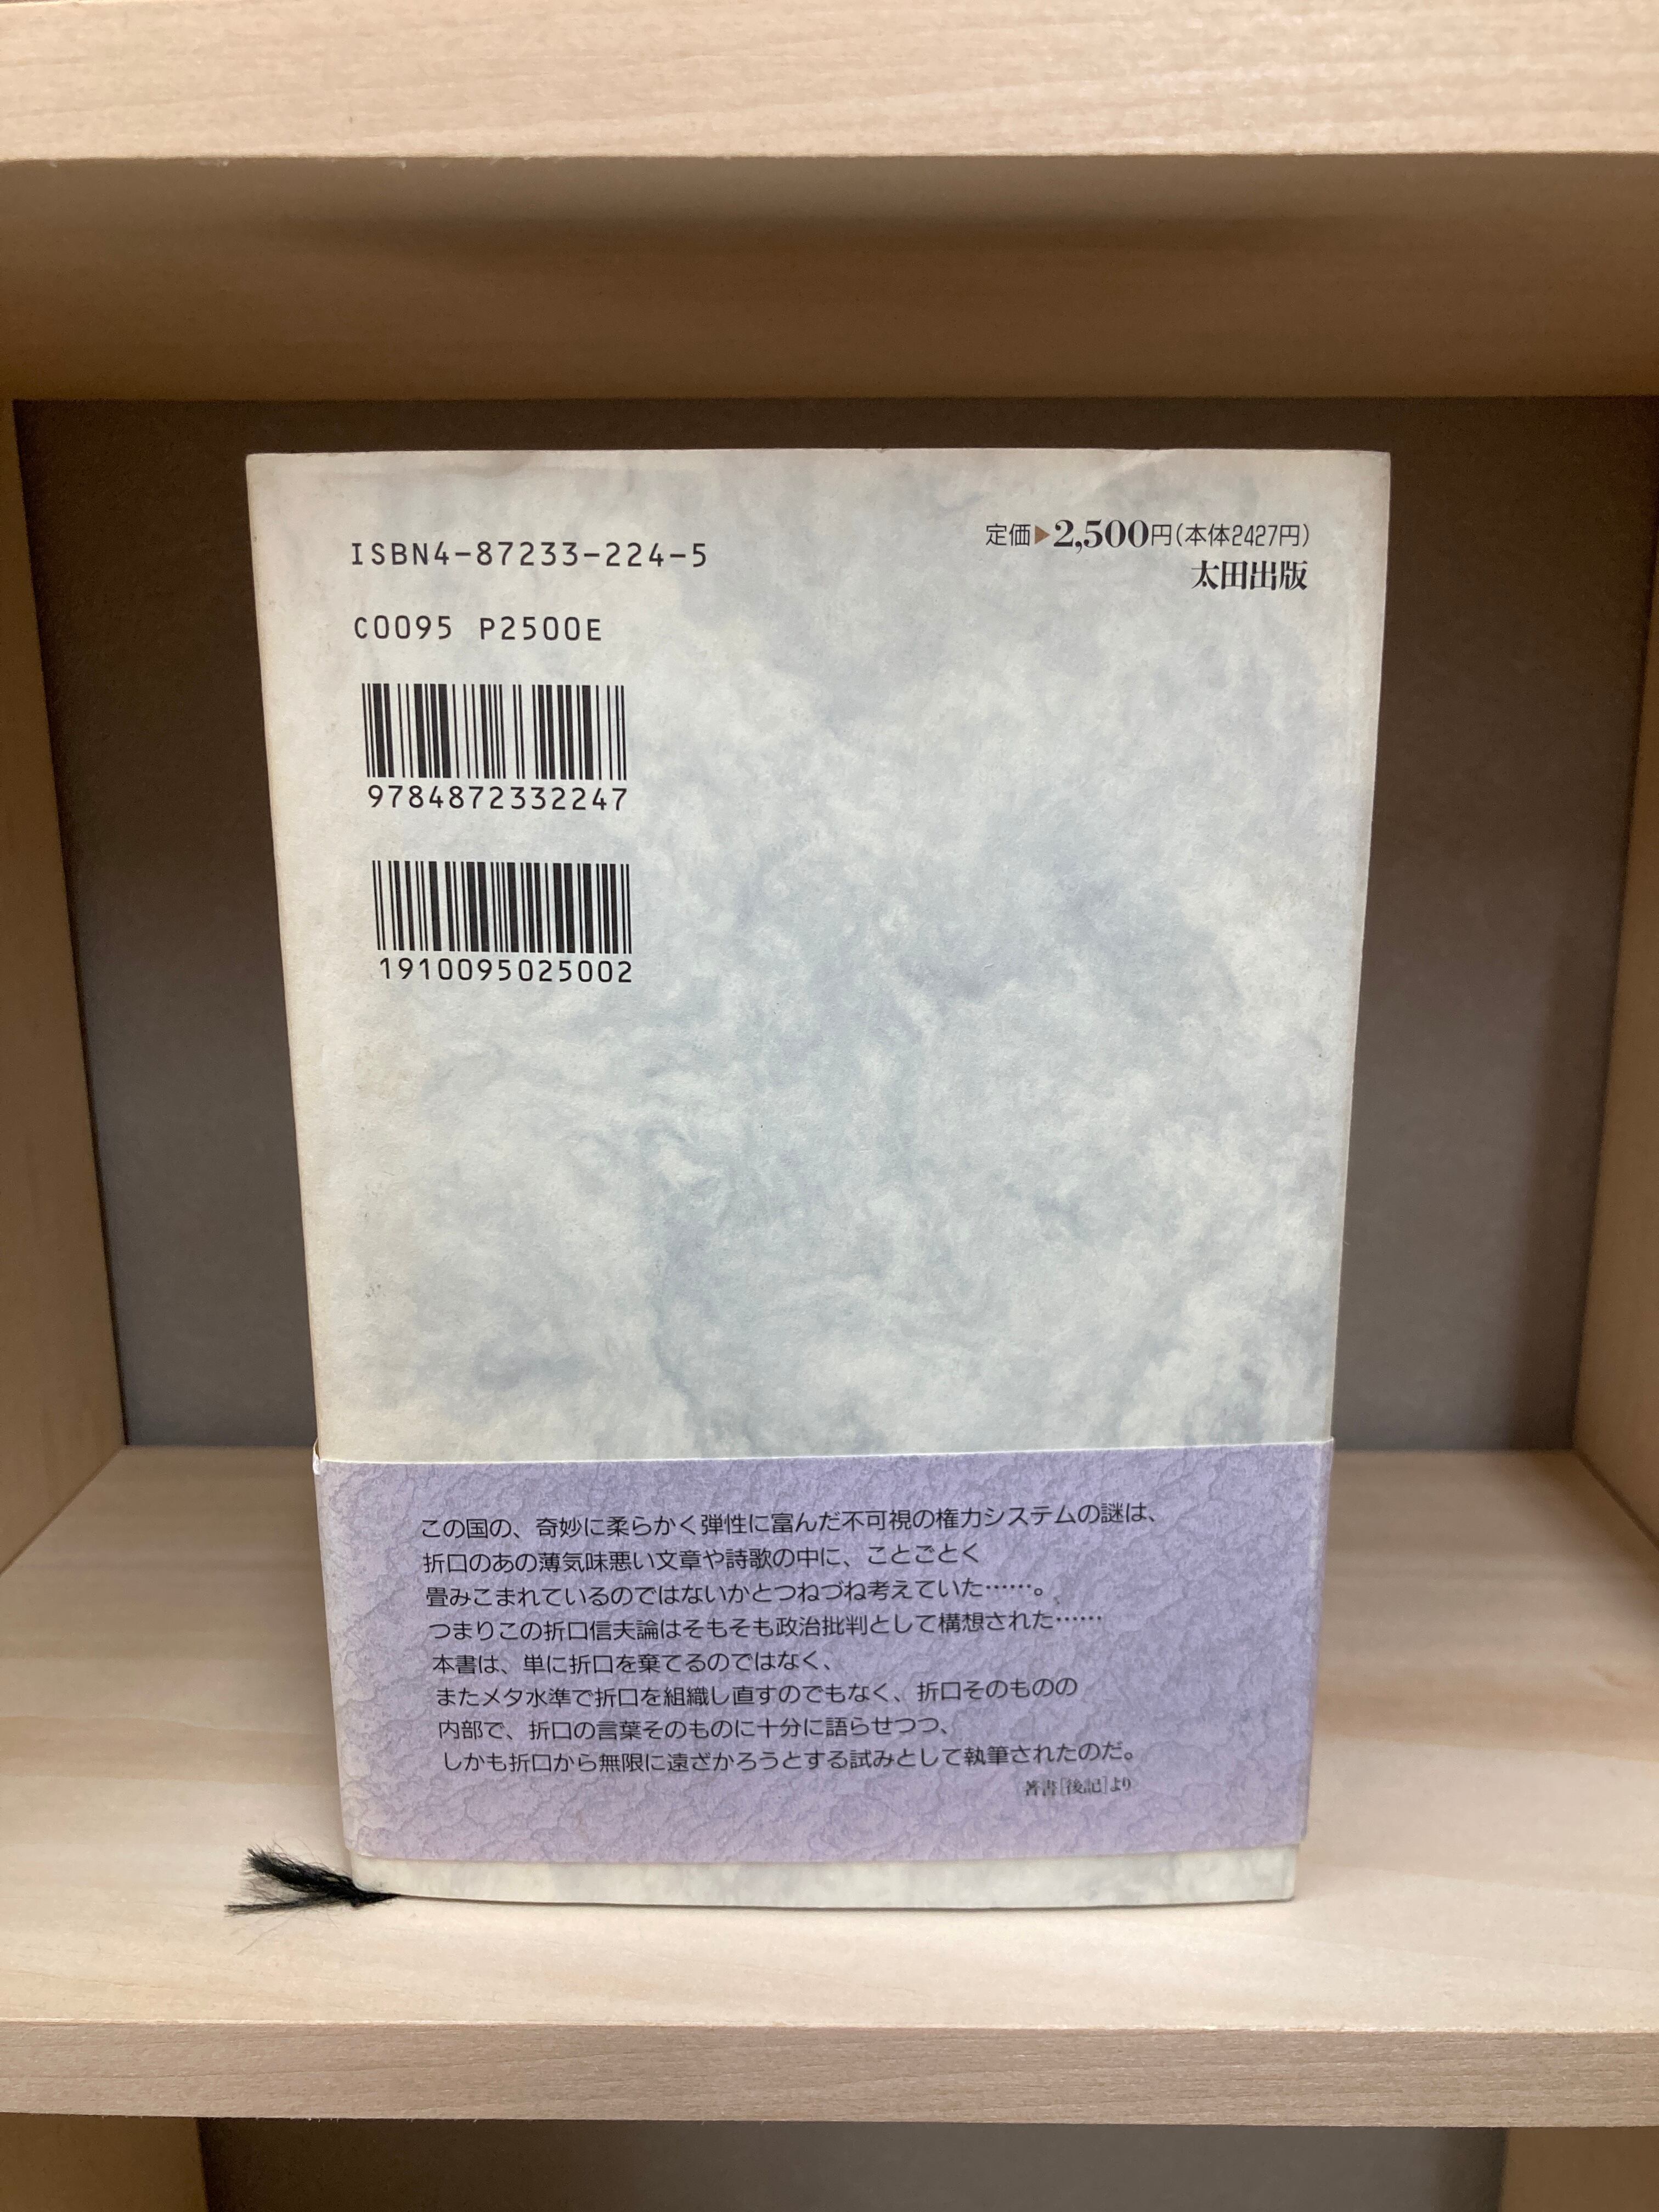 ISBN4-87233-224-5
C0095 P2500E
9784872332247
1910095025002
定価▶2,500円(本体2427円)
太田出版
この国の、奇妙に柔らかく弾性に富んだ不可視の権力システムの謎は、
折口のあの薄気味悪い文章や詩歌の中に、ことごとく
畳みこまれているのではないかとつねづね考えていた……。
つまりこの折口信夫論はそもそも政治批判として構想された……
本書は、単に折口を棄てるのではなく、
またメタ水準で折口を組織し直すのでもなく、折口そのものの
内部で、折口の言葉そのものに十分に語らせつつ、
しかも折口から無限に遠ざかろうとする試みとして執筆されたのだ。
著書[後記]より